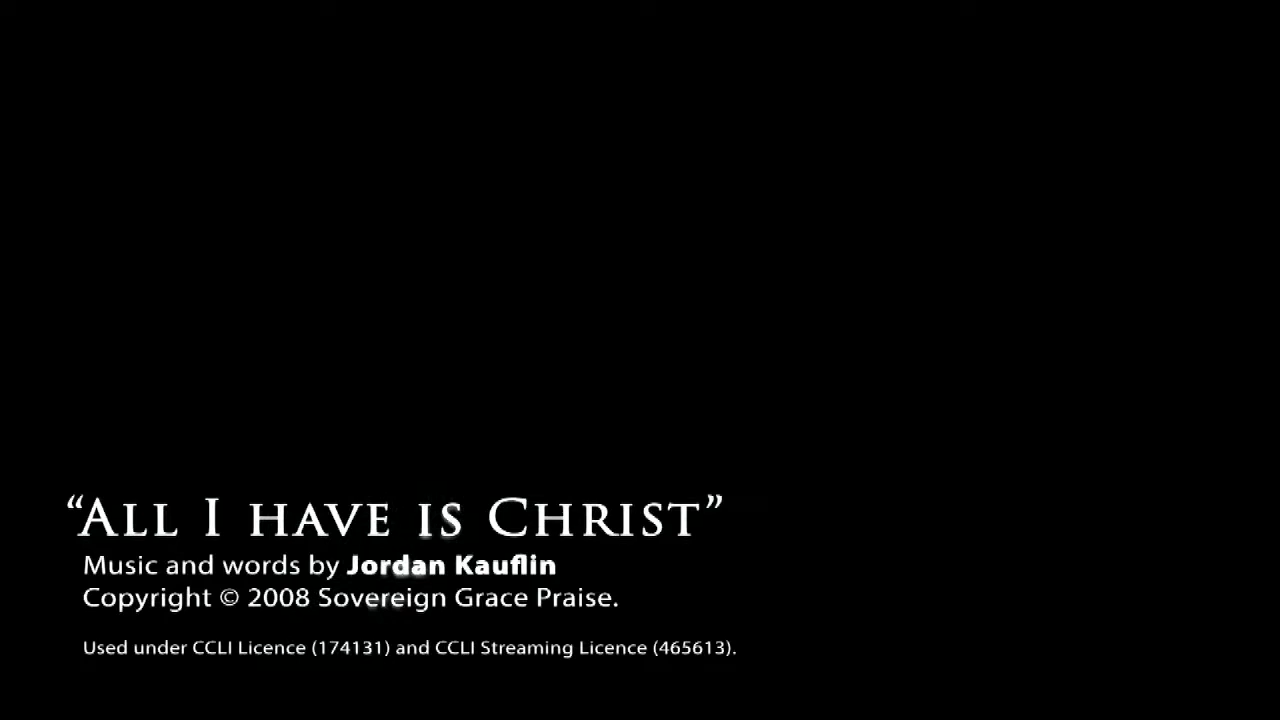 “All I have is Christ”
Music and words by Jordan Kauflin
Copyright © 2008 Sovereign Grace Praise.
Used under CCLI Licence (174131) and CCLI Streaming Licence (465613).